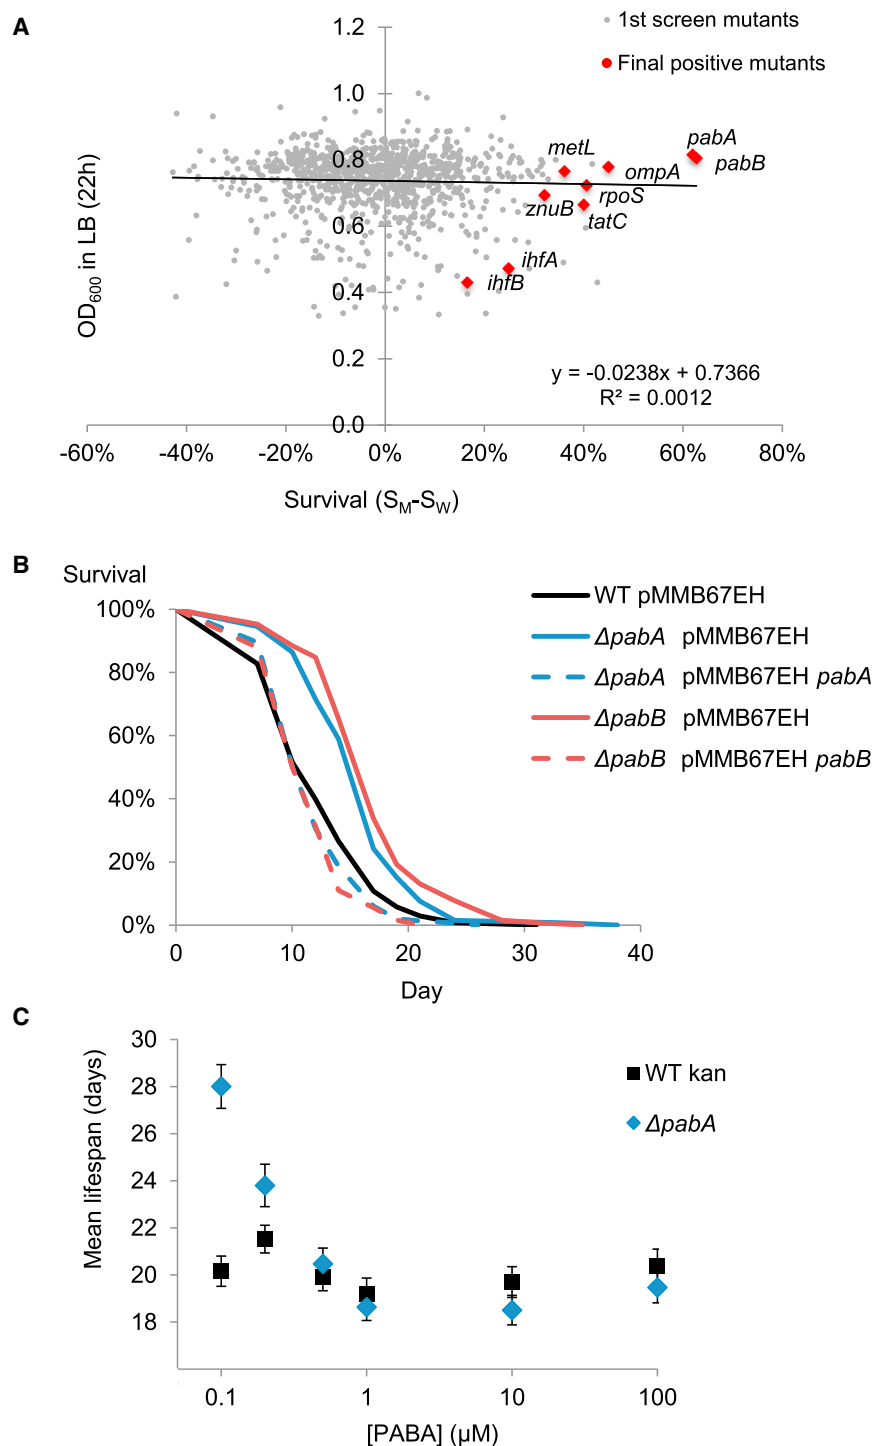 A
1st screen mutants
Final positive mutants
OD600 in LB (22h)
1.2
1.0
0.8
0.6
0.4
0.2
0.0
metL
pabA
pabB
ompA
rpoS
znuB
tatC
ihfA
ihfB
y = -0.0238x + 0.7366
R² = 0.0012
-60% -40% -20% 0% 20% 40% 60% 80%
Survival (SM-SW)
B
Survival
100%
80%
60%
40%
20%
0%
0 10 20 30 40
Day
WT pMMB67EH
ΔpabA pMMB67EH
ΔpabA pMMB67EH pabA
ΔpabB pMMB67EH
ΔpabB pMMB67EH pabB
C
Mean lifespan (days)
30
28
26
24
22
20
18
WT kan
ΔpabA
0.1 1 10 100
[PABA] (µM)